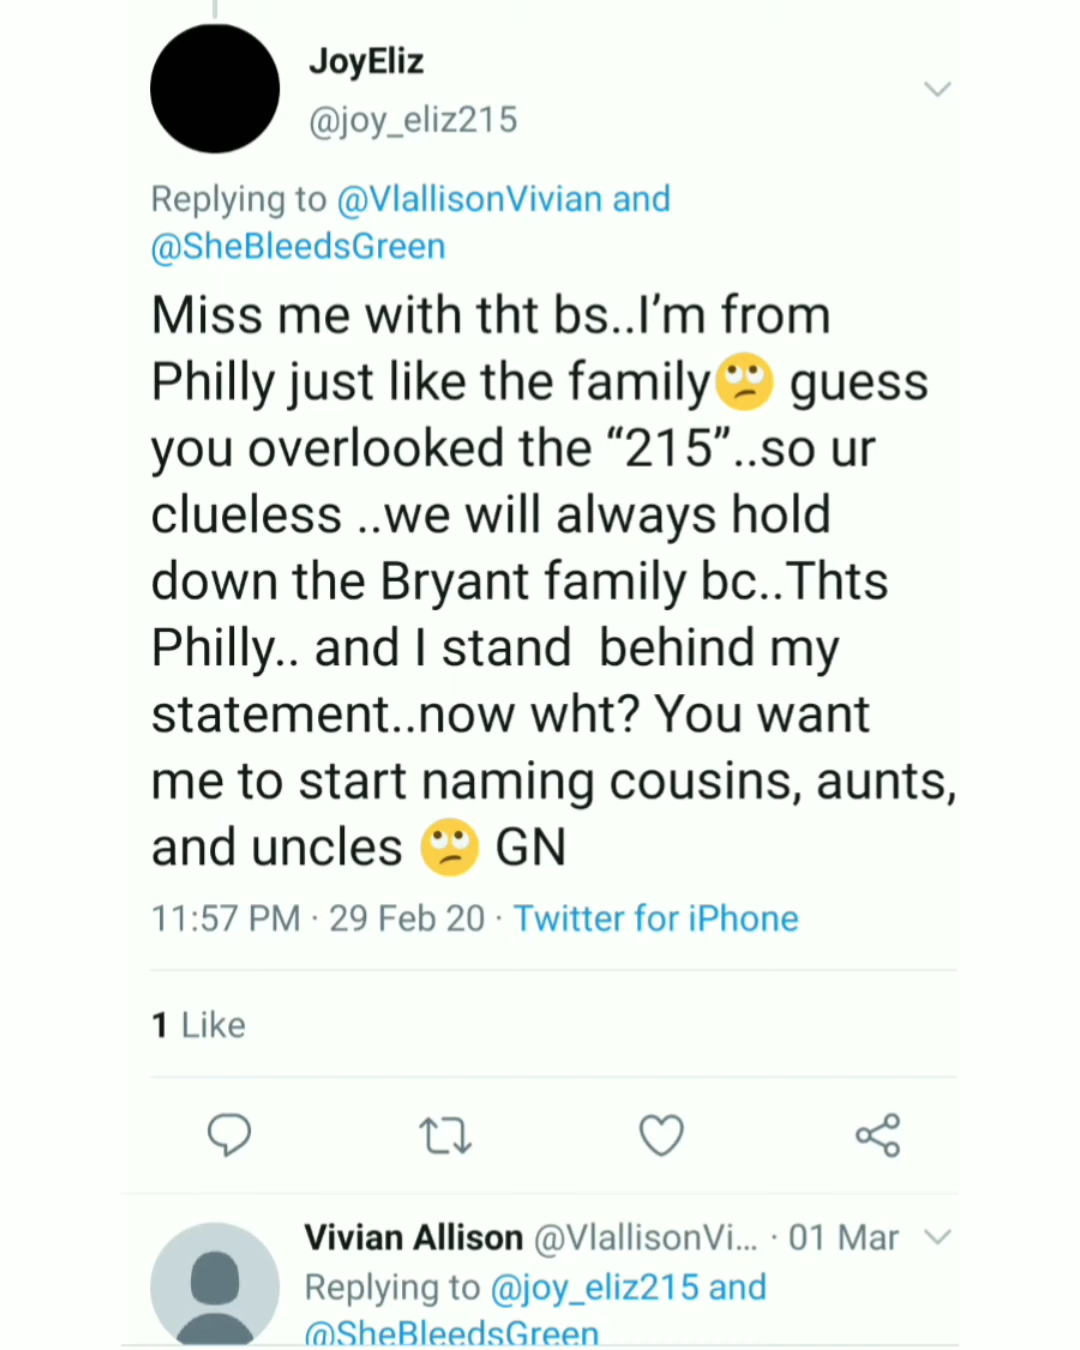 JoyEliz
@joy_eliz215
Replying to @VlallisonVivian and
@SheBleedsGreen
Miss me with tht bs..I’m from
Philly just like the family🙄 guess
you overlooked the “215”..so ur
clueless ..we will always hold
down the Bryant family bc..Thts
Philly.. and I stand  behind my
statement..now wht? You want
me to start naming cousins, aunts,
and uncles 🙄 GN
11:57 PM · 29 Feb 20 · Twitter for iPhone
1 Like
Vivian Allison @VlallisonVi... · 01 Mar
Replying to @joy_eliz215 and
@SheBleedsGreen